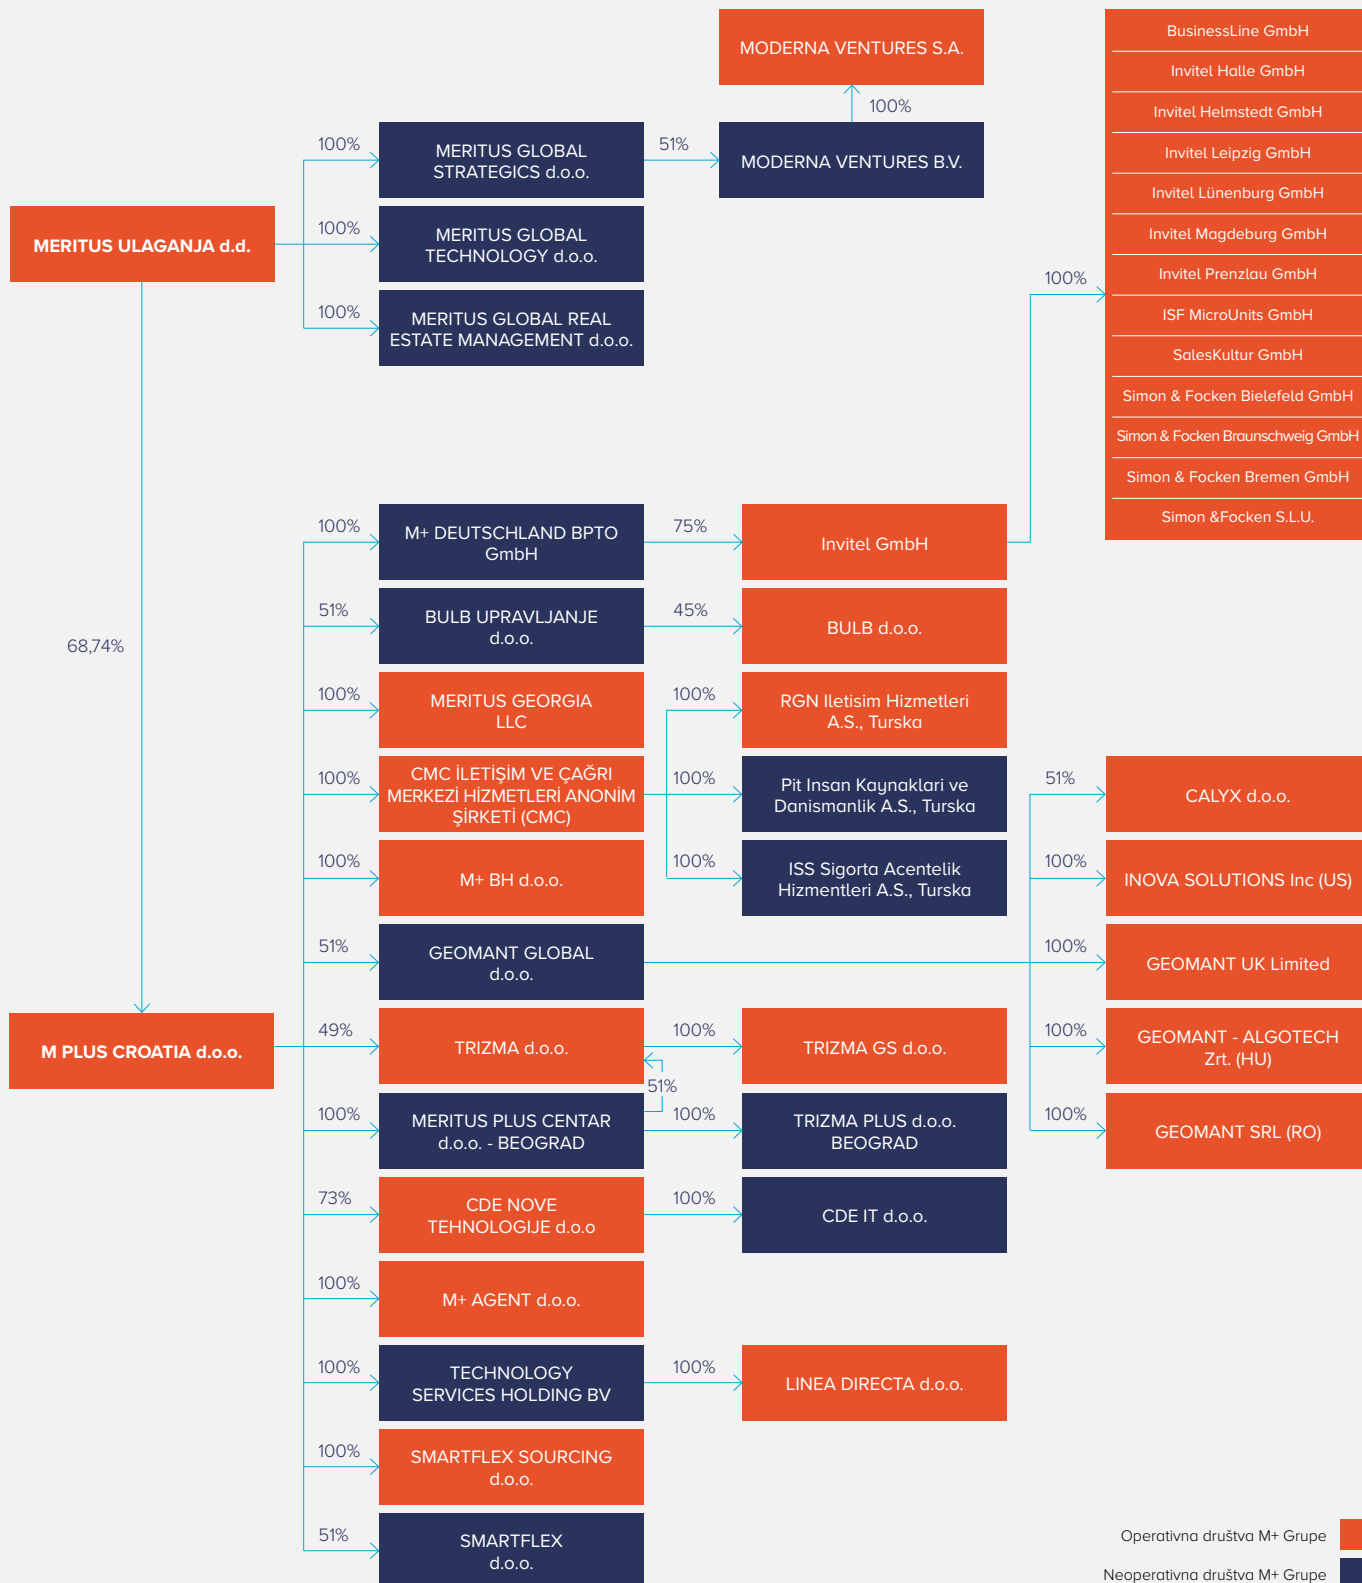 MODERNA VENTURES S.A.
100%
100%
MERITUS GLOBAL
STRATEGICS d.o.o.
51%
MODERNA VENTURES B.V.
MERITUS ULAGANJA d.d.
100%
MERITUS GLOBAL
TECHNOLOGY d.o.o.
100%
MERITUS GLOBAL REAL
ESTATE MANAGEMENT d.o.o.
BusinessLine GmbH
Invitel Halle GmbH
Invitel Helmstedt GmbH
Invitel Leipzig GmbH
Invitel Lünenburg GmbH
Invitel Magdeburg GmbH
100%
Invitel Prenzlau GmbH
ISF MicroUnits GmbH
SalesKultur GmbH
Simon & Focken Bielefeld GmbH
Simon & Focken Braunschweig GmbH
Simon & Focken Bremen GmbH
Simon &Focken S.L.U.
68,74%
100%
M+ DEUTSCHLAND BPTO
GmbH
75%
Invitel GmbH
51%
BULB UPRAVLJANJE
d.o.o.
45%
BULB d.o.o.
100%
MERITUS GEORGIA
LLC
100%
RGN Iletisim Hizmetleri
A.S., Turska
100%
CMC İLETİŞİM VE ÇAĞRI
MERKEZİ HİZMETLERİ ANONİM
ŞİRKETİ (CMC)
100%
Pit Insan Kaynaklari ve
Danismanlik A.S., Turska
51%
CALYX d.o.o.
100%
M+ BH d.o.o.
100%
ISS Sigorta Acentelik
Hizmentleri A.S., Turska
100%
INOVA SOLUTIONS Inc (US)
51%
GEOMANT GLOBAL
d.o.o.
100%
GEOMANT UK Limited
M PLUS CROATIA d.o.o.
49%
TRIZMA d.o.o.
100%
TRIZMA GS d.o.o.
100%
GEOMANT - ALGOTECH
Zrt. (HU)
51%
100%
MERITUS PLUS CENTAR
d.o.o. - BEOGRAD
100%
TRIZMA PLUS d.o.o.
BEOGRAD
100%
GEOMANT SRL (RO)
73%
CDE NOVE
TEHNOLOGIJE d.o.o
100%
CDE IT d.o.o.
100%
M+ AGENT d.o.o.
100%
TECHNOLOGY
SERVICES HOLDING BV
100%
LINEA DIRECTA d.o.o.
100%
SMARTFLEX SOURCING
d.o.o.
51%
SMARTFLEX
d.o.o.
Operativna društva M+ Grupe
Neoperativna društva M+ Grupe